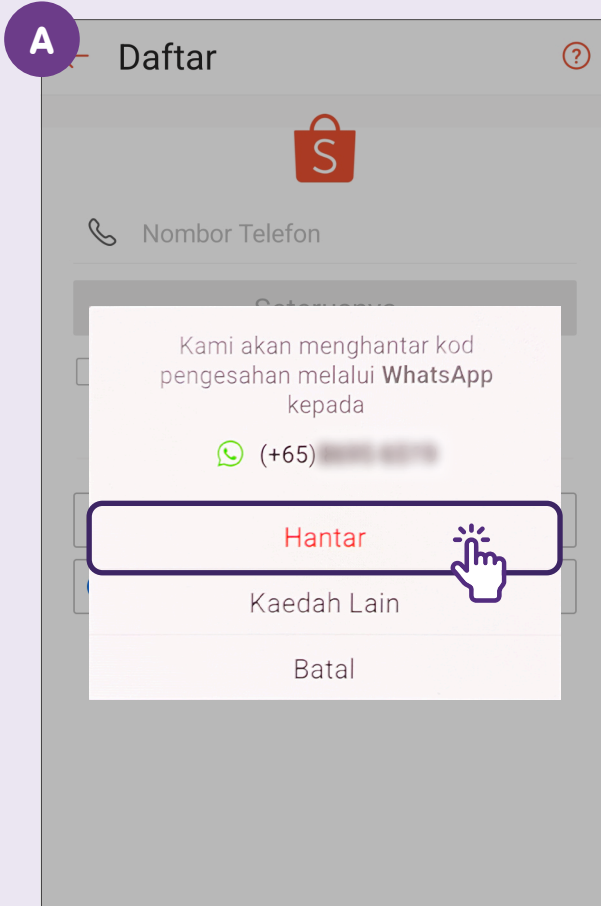 A
Daftar
?
S
Nombor Telefon
Kami akan menghantar kod
pengesahan melalui WhatsApp
kepada
(+65)
Hantar
Kaedah Lain
Batal